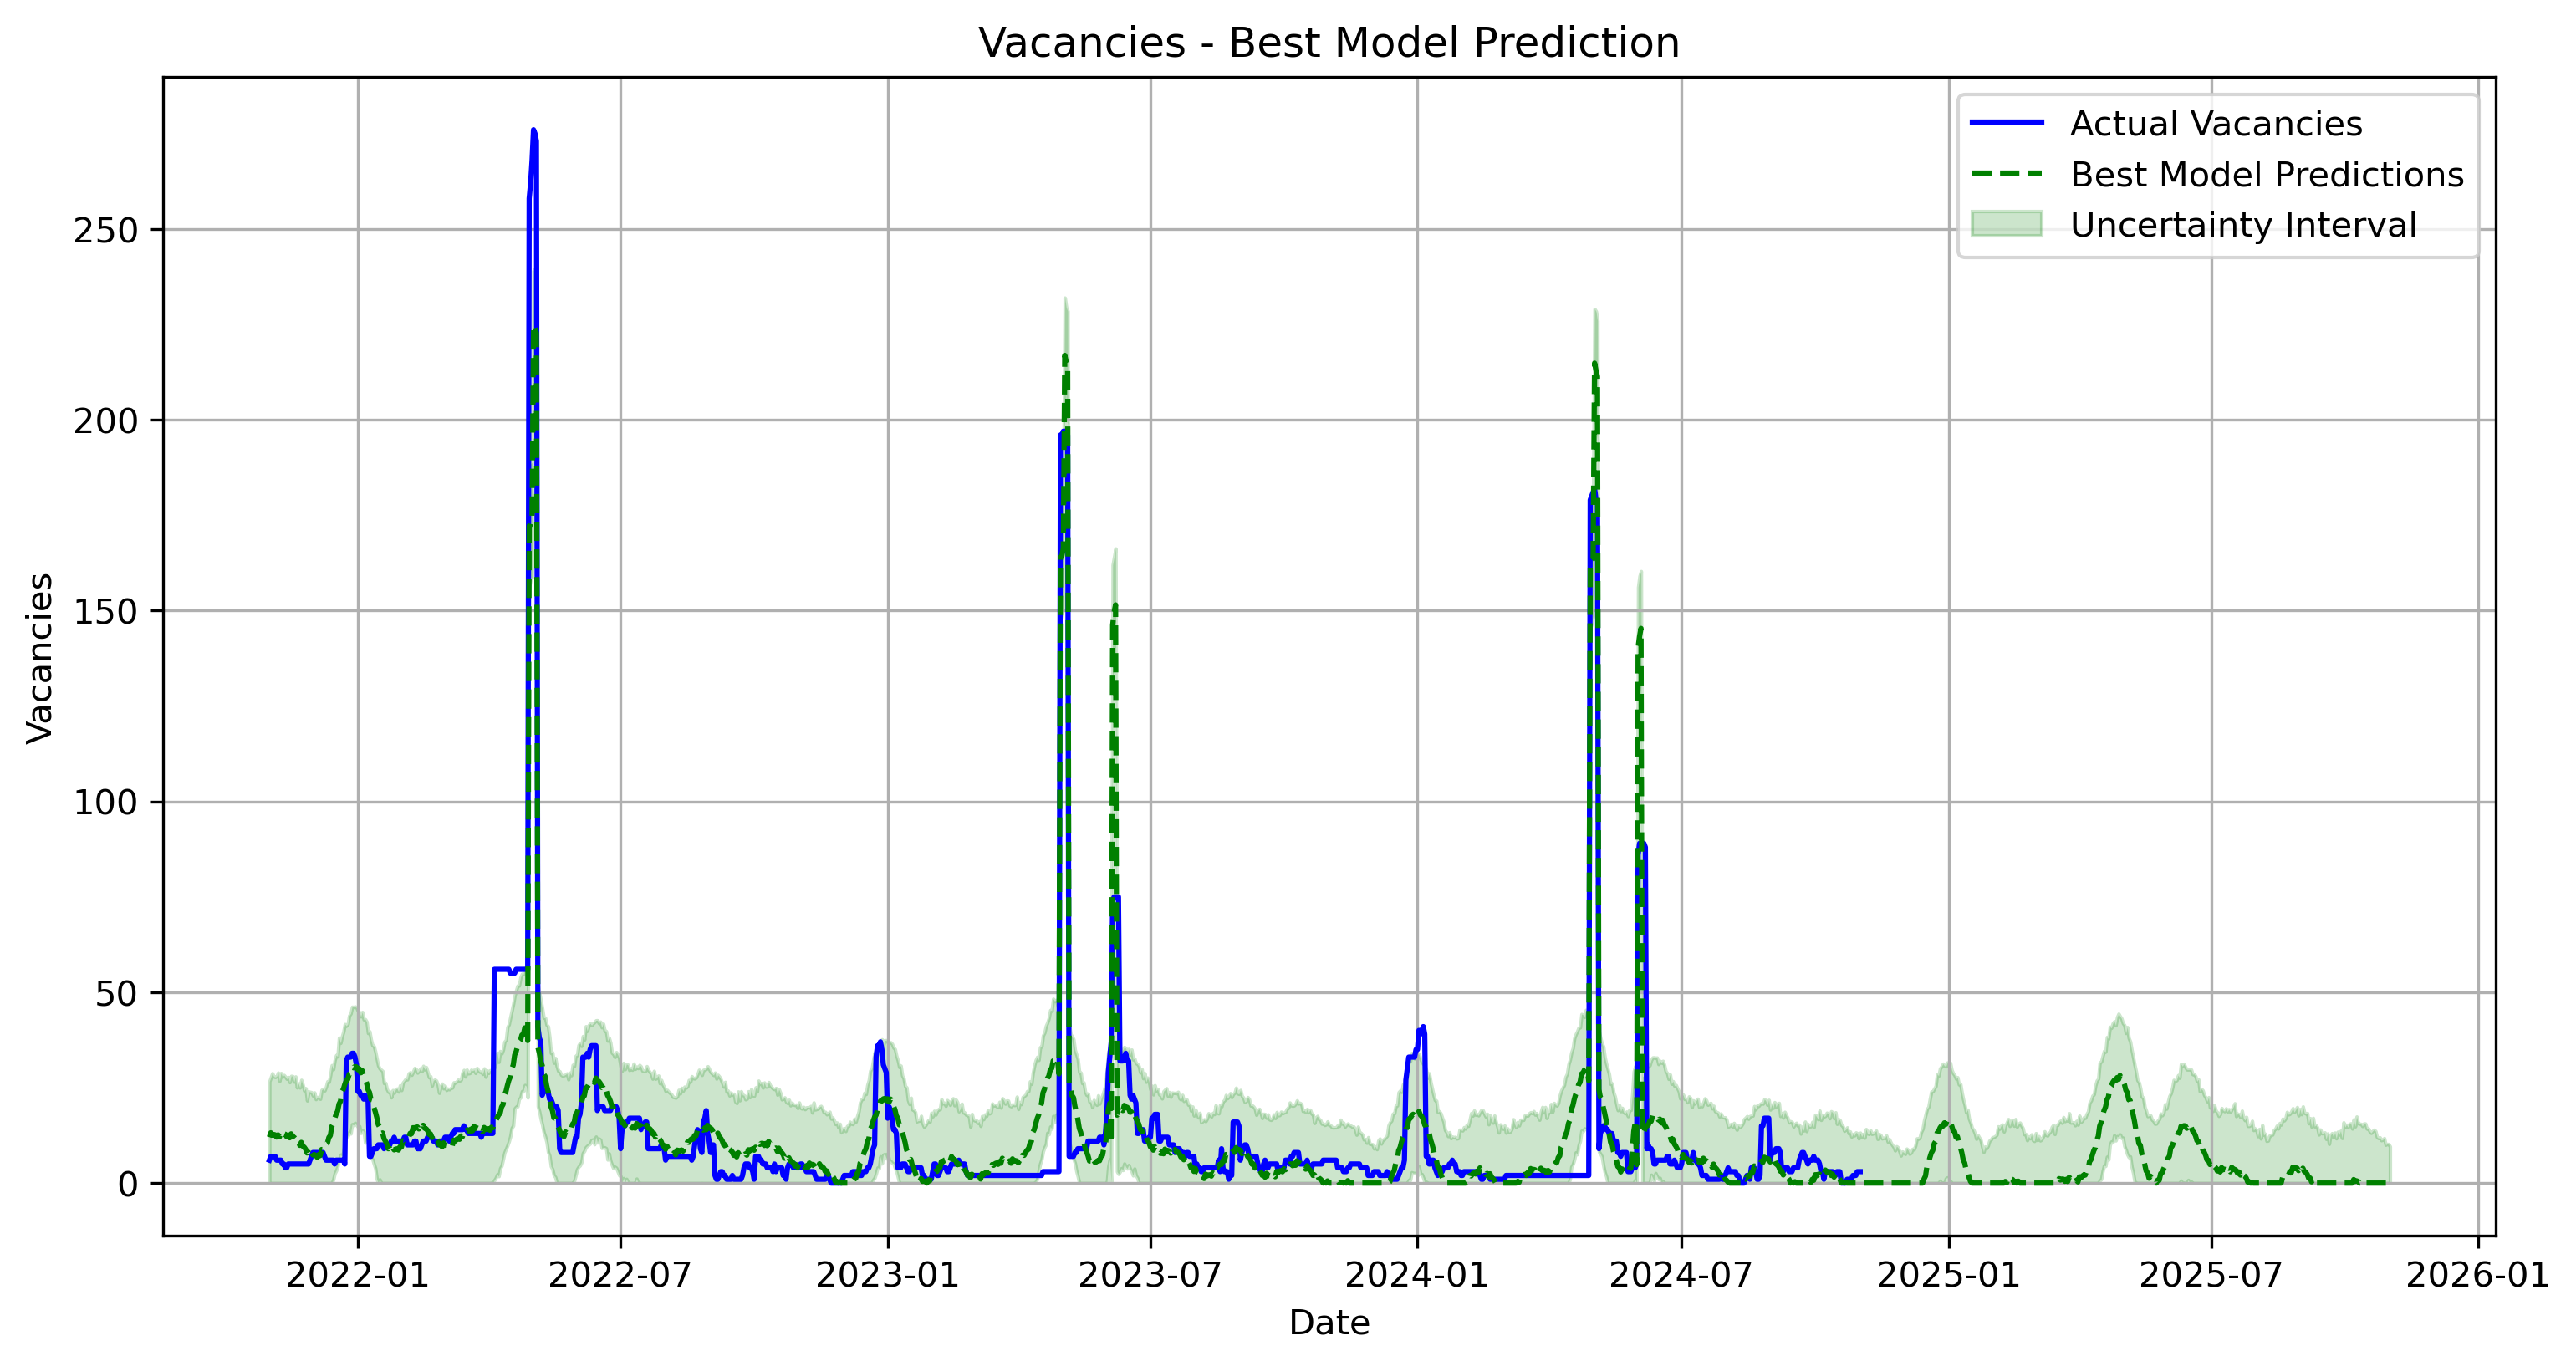 Vacancies - Best Model Prediction
Actual Vacancies
Best Model Predictions
Uncertainty Interval
250
200
150
100
50
0
Vacancies
2022-01
2022-07
2023-01
2023-07
2024-01
2024-07
2025-01
2025-07
2026-01
Date